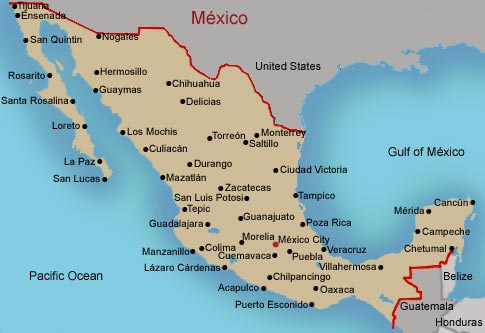 Tijuana
Ensenada
México
San Quintin
Nogales
United States
Rosarito
Hermosillo
Chihuahua
Santa Rosalina
Guaymas
Delicias
Loreto
Los Mochis
Torreón
Monterrey
Saltillo
Culiacán
Gulf of México
La Paz
Durango
Ciudad Victoria
San Lucas
Mazatlán
Zacatecas
San Luis Potosi
Tampico
Cancún
Tepic
Mérida
Guadalajara
Guanajuato
Poza Rica
Campeche
Morelia
México City
Manzanillo
Colima
Veracruz
Chetumal
Cuemavaca
Puebla
Lázaro Cárdenas
Villahermosa
Pacific Ocean
Chilpancingo
Belize
Acapulco
Oaxaca
Puerto Escondido
Guatemala
Honduras